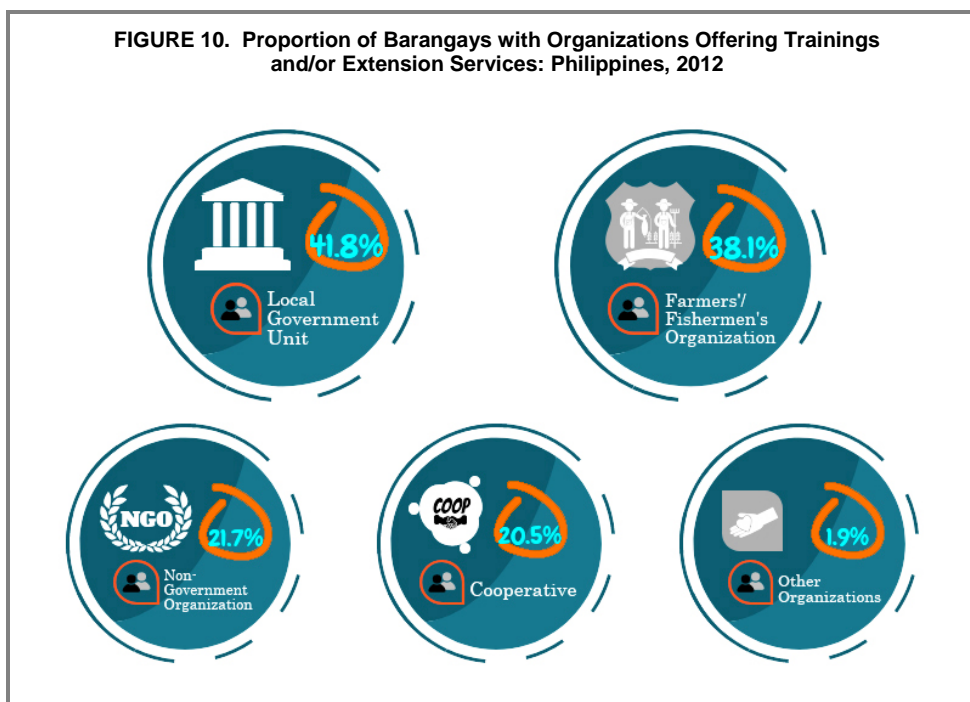 FIGURE 10.  Proportion of Barangays with Organizations Offering Trainings
and/or Extension Services: Philippines, 2012
41.8%
Local
Government
Unit
38.1%
Farmers'/
Fishermen's
Organization
NGO
21.7%
Non-
Government
Organization
COOP
20.5%
Cooperative
1.9%
Other
Organizations